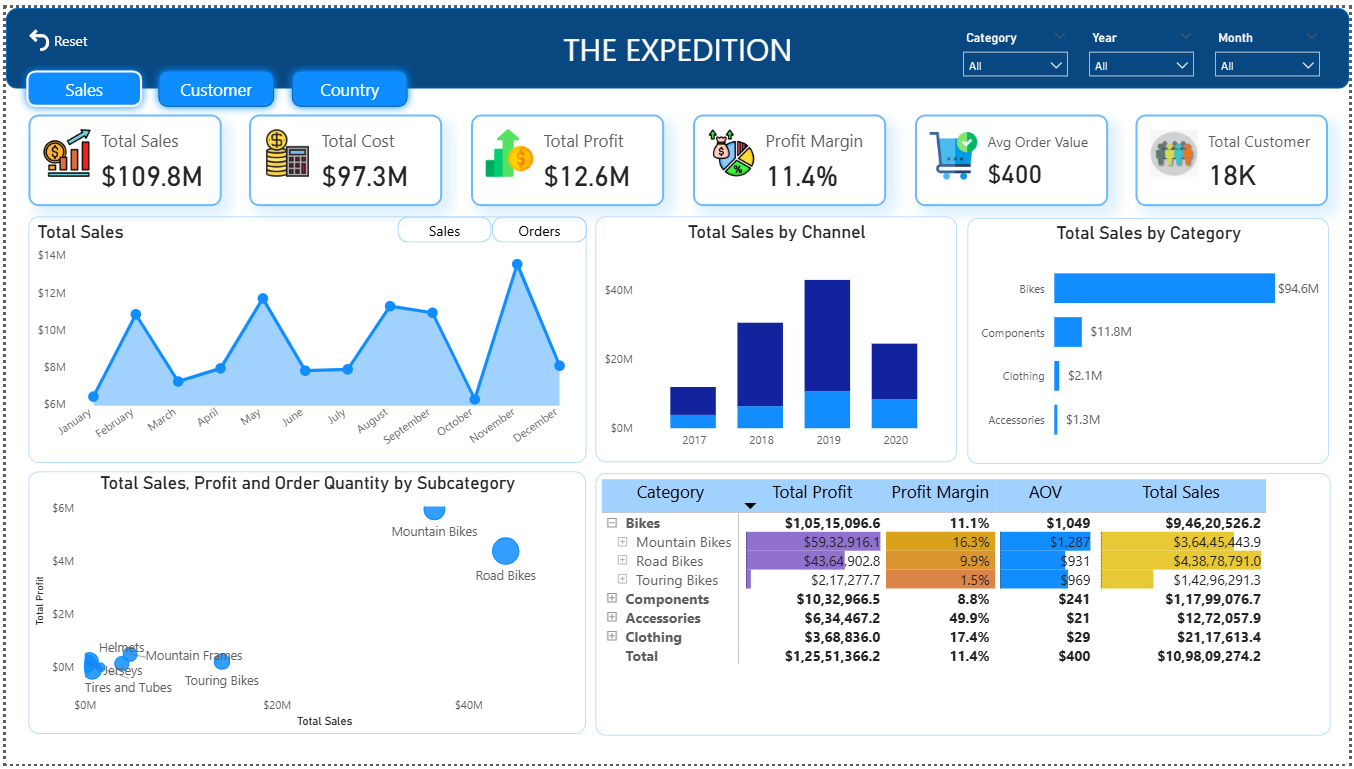 Reset
THE EXPEDITION
Category
Year
Month
All
All
All
Sales
Customer
Country
Total Sales
$109.8M
Total Cost
$97.3M
Total Profit
$12.6M
Profit Margin
11.4%
Avg Order Value
$400
Total Customer
18K
Total Sales
Sales
Orders
$14M
$12M
$10M
$8M
$6M
January
February
March
April
May
June
July
August
September
October
November
December
Total Sales by Channel
$40M
$20M
$0M
2017
2018
2019
2020
Total Sales by Category
Bikes
$94.6M
Components
$11.8M
Clothing
$2.1M
Accessories
$1.3M
Total Sales, Profit and Order Quantity by Subcategory
Total Profit
$6M
$4M
$2M
$0M
Mountain Bikes
Road Bikes
Helmets
Mountain Frames
Jerseys
Touring Bikes
Tires and Tubes
$0M
$20M
$40M
Total Sales
Category Total Profit Profit Margin AOV Total Sales
Bikes $1,05,15,096.6 11.1% $1,049 $9,46,20,526.2
Mountain Bikes $59,32,916.1 16.3% $1,287 $3,64,45,443.9
Road Bikes $43,64,902.8 9.9% $931 $4,38,78,791.0
Touring Bikes $2,17,277.7 1.5% $969 $1,42,96,291.3
Components $10,32,966.5 8.8% $241 $1,17,99,076.7
Accessories $6,34,467.2 49.9% $21 $12,72,057.9
Clothing $3,68,836.0 17.4% $29 $21,17,613.4
Total $1,25,51,366.2 11.4% $400 $10,98,09,274.2